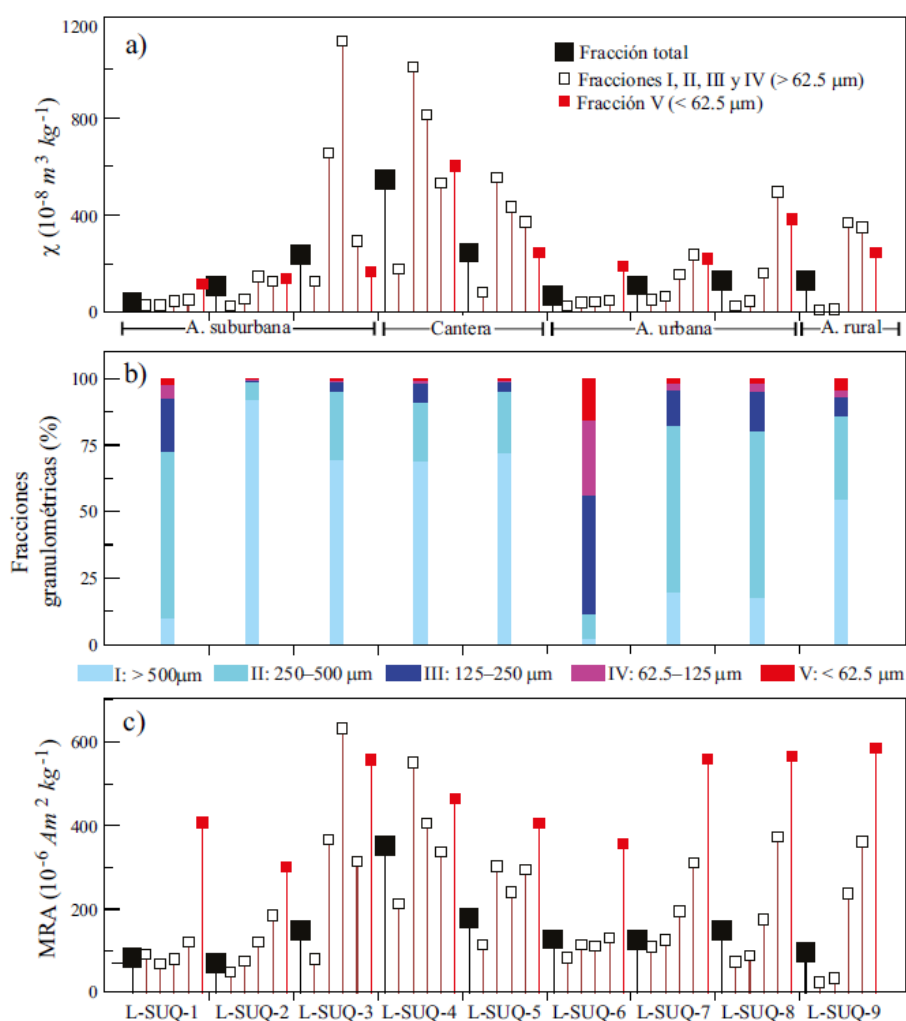 a)
1200
800
400
0
χ (10-8 m3 kg-1)
Fracción total
Fracciones I, II, III y IV (> 62.5 μm)
Fracción V (< 62.5 μm)
A. suburbana
Cantera
A. urbana
A. rural
b)
100
75
50
25
0
Fracciones
granulométricas (%)
I: > 500μm
II: 250–500 μm
III: 125–250 μm
IV: 62.5–125 μm
V: < 62.5 μm
c)
600
400
200
0
MRA (10-6 Am2 kg-1)
L-SUQ-1
L-SUQ-2
L-SUQ-3
L-SUQ-4
L-SUQ-5
L-SUQ-6
L-SUQ-7
L-SUQ-8
L-SUQ-9